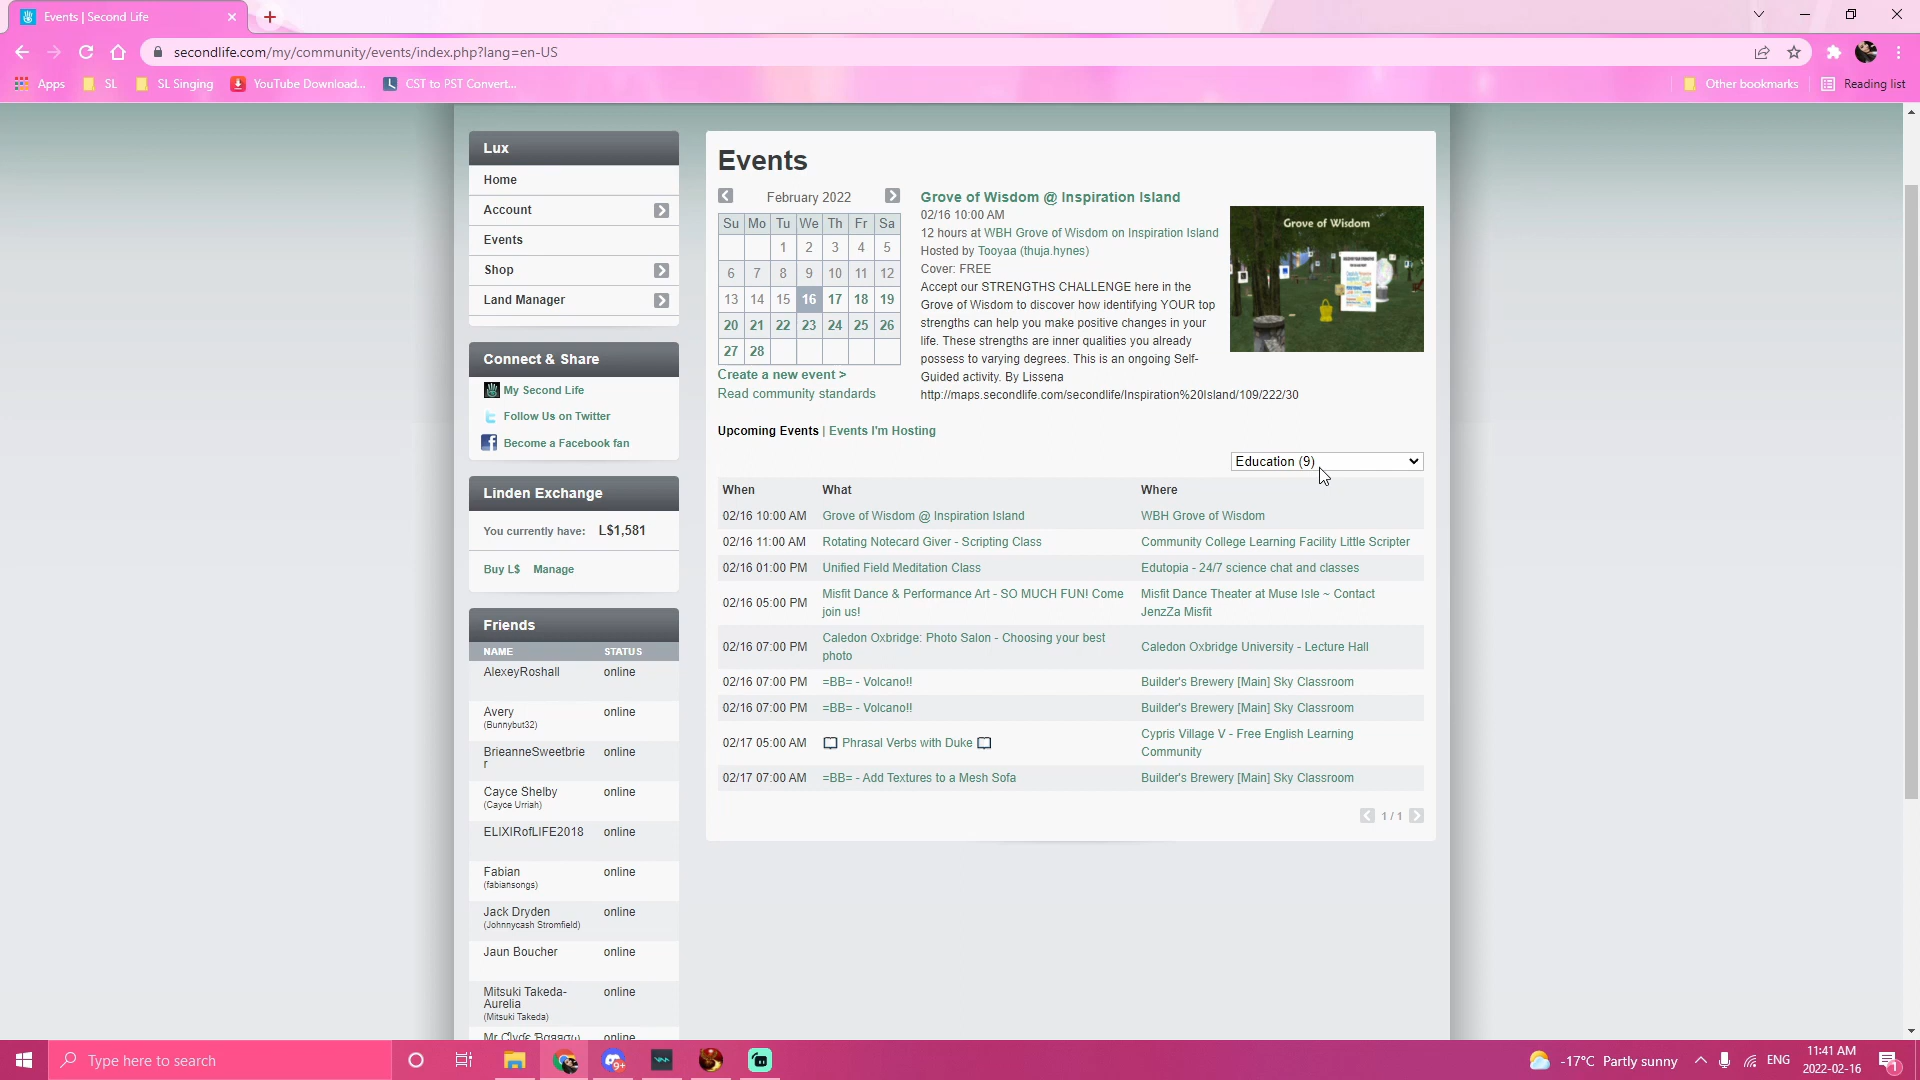 Events | Second Life
secondlife.com/my/community/events/index.php?lang=en-US
Apps
SL
SL Singing
YouTube Download...
CST to PST Convert...
Other bookmarks
Reading list
Lux
Home
Account
Events
Shop
Land Manager
Connect & Share
My Second Life
Follow Us on Twitter
Become a Facebook fan
Linden Exchange
You currently have: L$1,581
Buy L$ Manage
Friends
NAME STATUS
AlexeyRoshall online
Avery online
(Bunnybut32)
BrieanneSweetbrie online
r
Cayce Shelby online
(Cayce Urriah)
ELIXIRofLIFE2018 online
Fabian online
(fabiansongs)
Jack Dryden online
(Johnnycash Stromfield)
Jaun Boucher online
Mitsuki Takeda- online
Aurelia
(Mitsuki Takeda)
online
Events
February 2022
Su Mo Tu We Th Fr Sa
1 2 3 4 5
6 7 8 9 10 11 12
13 14 15 16 17 18 19
20 21 22 23 24 25 26
27 28
Create a new event >
Read community standards
Grove of Wisdom @ Inspiration Island
02/16 10:00 AM
12 hours at WBH Grove of Wisdom on Inspiration Island
Hosted by Tooyaa (thuja.hynes)
Cover: FREE
Accept our STRENGTHS CHALLENGE here in the
Grove of Wisdom to discover how identifying YOUR top
strengths can help you make positive changes in your
life. These strengths are inner qualities you already
possess to varying degrees. This is an ongoing Self-
Guided activity. By Lissena
http://maps.secondlife.com/secondlife/Inspiration%20Island/109/222/30
Grove of Wisdom
Upcoming Events | Events I'm Hosting
Education (9)
When What Where
02/16 10:00 AM Grove of Wisdom @ Inspiration Island WBH Grove of Wisdom
02/16 11:00 AM Rotating Notecard Giver - Scripting Class Community College Learning Facility Little Scripter
02/16 01:00 PM Unified Field Meditation Class Edutopia - 24/7 science chat and classes
02/16 05:00 PM Misfit Dance & Performance Art - SO MUCH FUN! Come Misfit Dance Theater at Muse Isle ~ Contact
join us! JenzZa Misfit
02/16 07:00 PM Caledon Oxbridge: Photo Salon - Choosing your best Caledon Oxbridge University - Lecture Hall
photo
02/16 07:00 PM =BB= - Volcano!! Builder's Brewery [Main] Sky Classroom
02/16 07:00 PM =BB= - Volcano!! Builder's Brewery [Main] Sky Classroom
02/17 05:00 AM Phrasal Verbs with Duke Cypris Village V - Free English Learning
Community
02/17 07:00 AM =BB= - Add Textures to a Mesh Sofa Builder's Brewery [Main] Sky Classroom
1 / 1
Type here to search
9+
-17°C Partly sunny
ENG
11:41 AM
2022-02-16
1